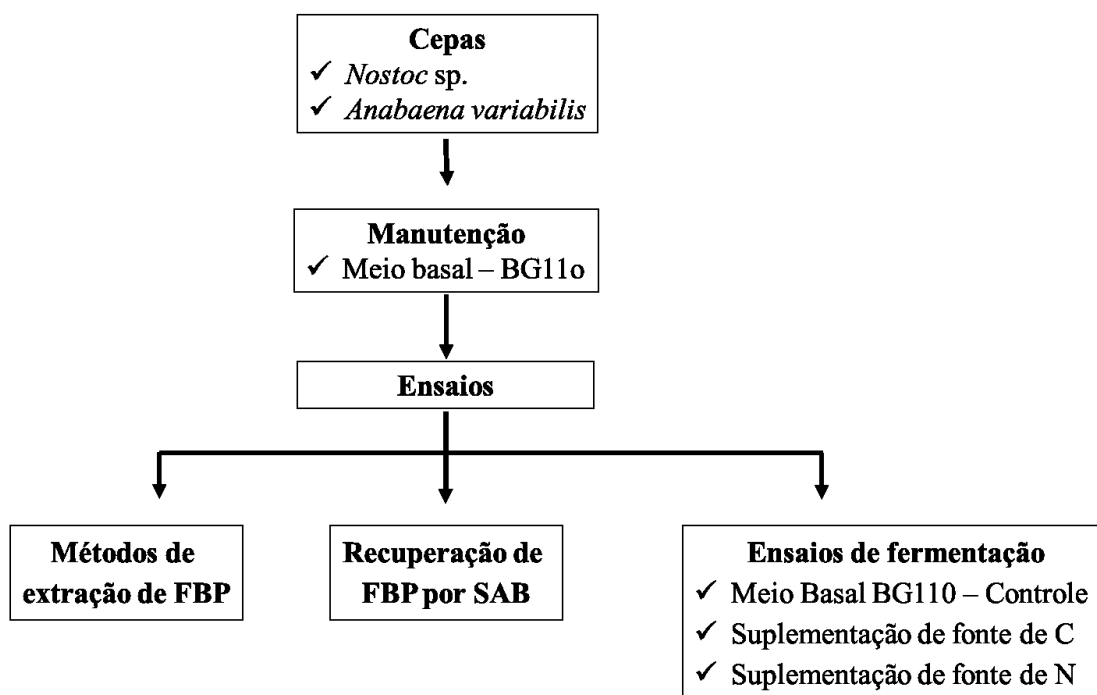 Cepas
✓ Nostoc sp.
✓ Anabaena variabilis
Manutenção
✓ Meio basal – BG11o
Ensaios
Métodos de
extração de FBP
Recuperação de
FBP por SAB
Ensaios de fermentação
✓ Meio Basal BG110 – Controle
✓ Suplementação de fonte de C
✓ Suplementação de fonte de N